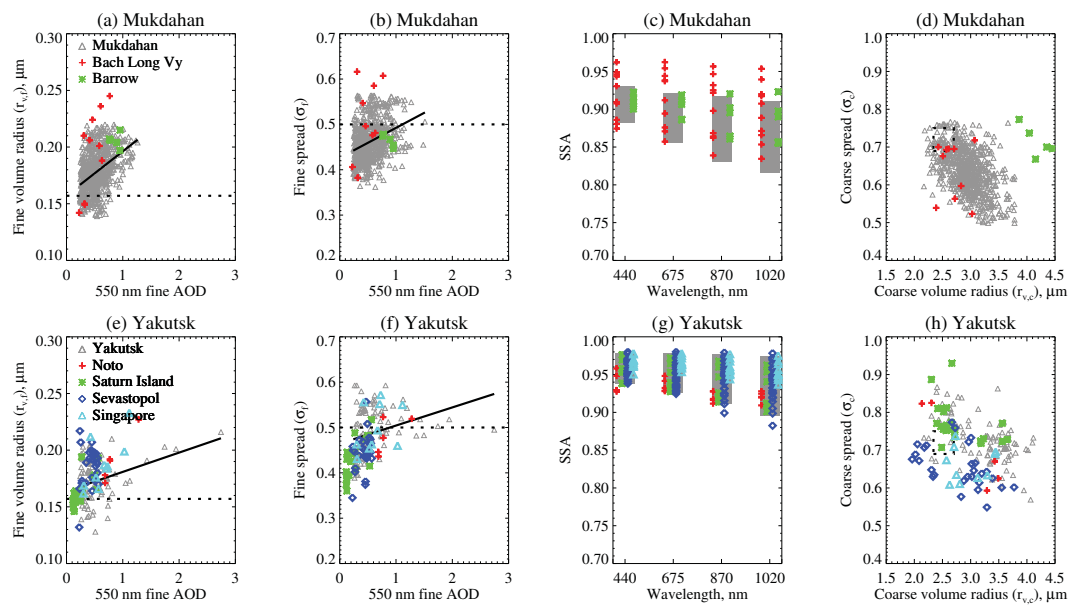 (a) Mukdahan
(b) Mukdahan
(c) Mukdahan
(d) Mukdahan
0.30
0.25
0.20
0.15
0.10
Fine volume radius (rv,f), μm
Mukdahan
Bach Long Vy
Barrow
0 1 2 3
550 nm fine AOD
0.7
0.6
0.5
0.4
0.3
0.2
Fine spread (σf)
0 1 2 3
550 nm fine AOD
1.00
0.95
0.90
0.85
0.80
0.75
0.70
SSA
440 675 870 1020
Wavelength, nm
1.0
0.9
0.8
0.7
0.6
0.5
0.4
Coarse spread (σc)
1.5 2.0 2.5 3.0 3.5 4.0 4.5
Coarse volume radius (rv,c), μm
(e) Yakutsk
(f) Yakutsk
(g) Yakutsk
(h) Yakutsk
0.30
0.25
0.20
0.15
0.10
Fine volume radius (rv,f), μm
Yakutsk
Noto
Saturn Island
Sevastopol
Singapore
0 1 2 3
550 nm fine AOD
0.7
0.6
0.5
0.4
0.3
0.2
Fine spread (σf)
0 1 2 3
550 nm fine AOD
1.00
0.95
0.90
0.85
0.80
0.75
0.70
SSA
440 675 870 1020
Wavelength, nm
1.0
0.9
0.8
0.7
0.6
0.5
0.4
Coarse spread (σc)
1.5 2.0 2.5 3.0 3.5 4.0 4.5
Coarse volume radius (rv,c), μm